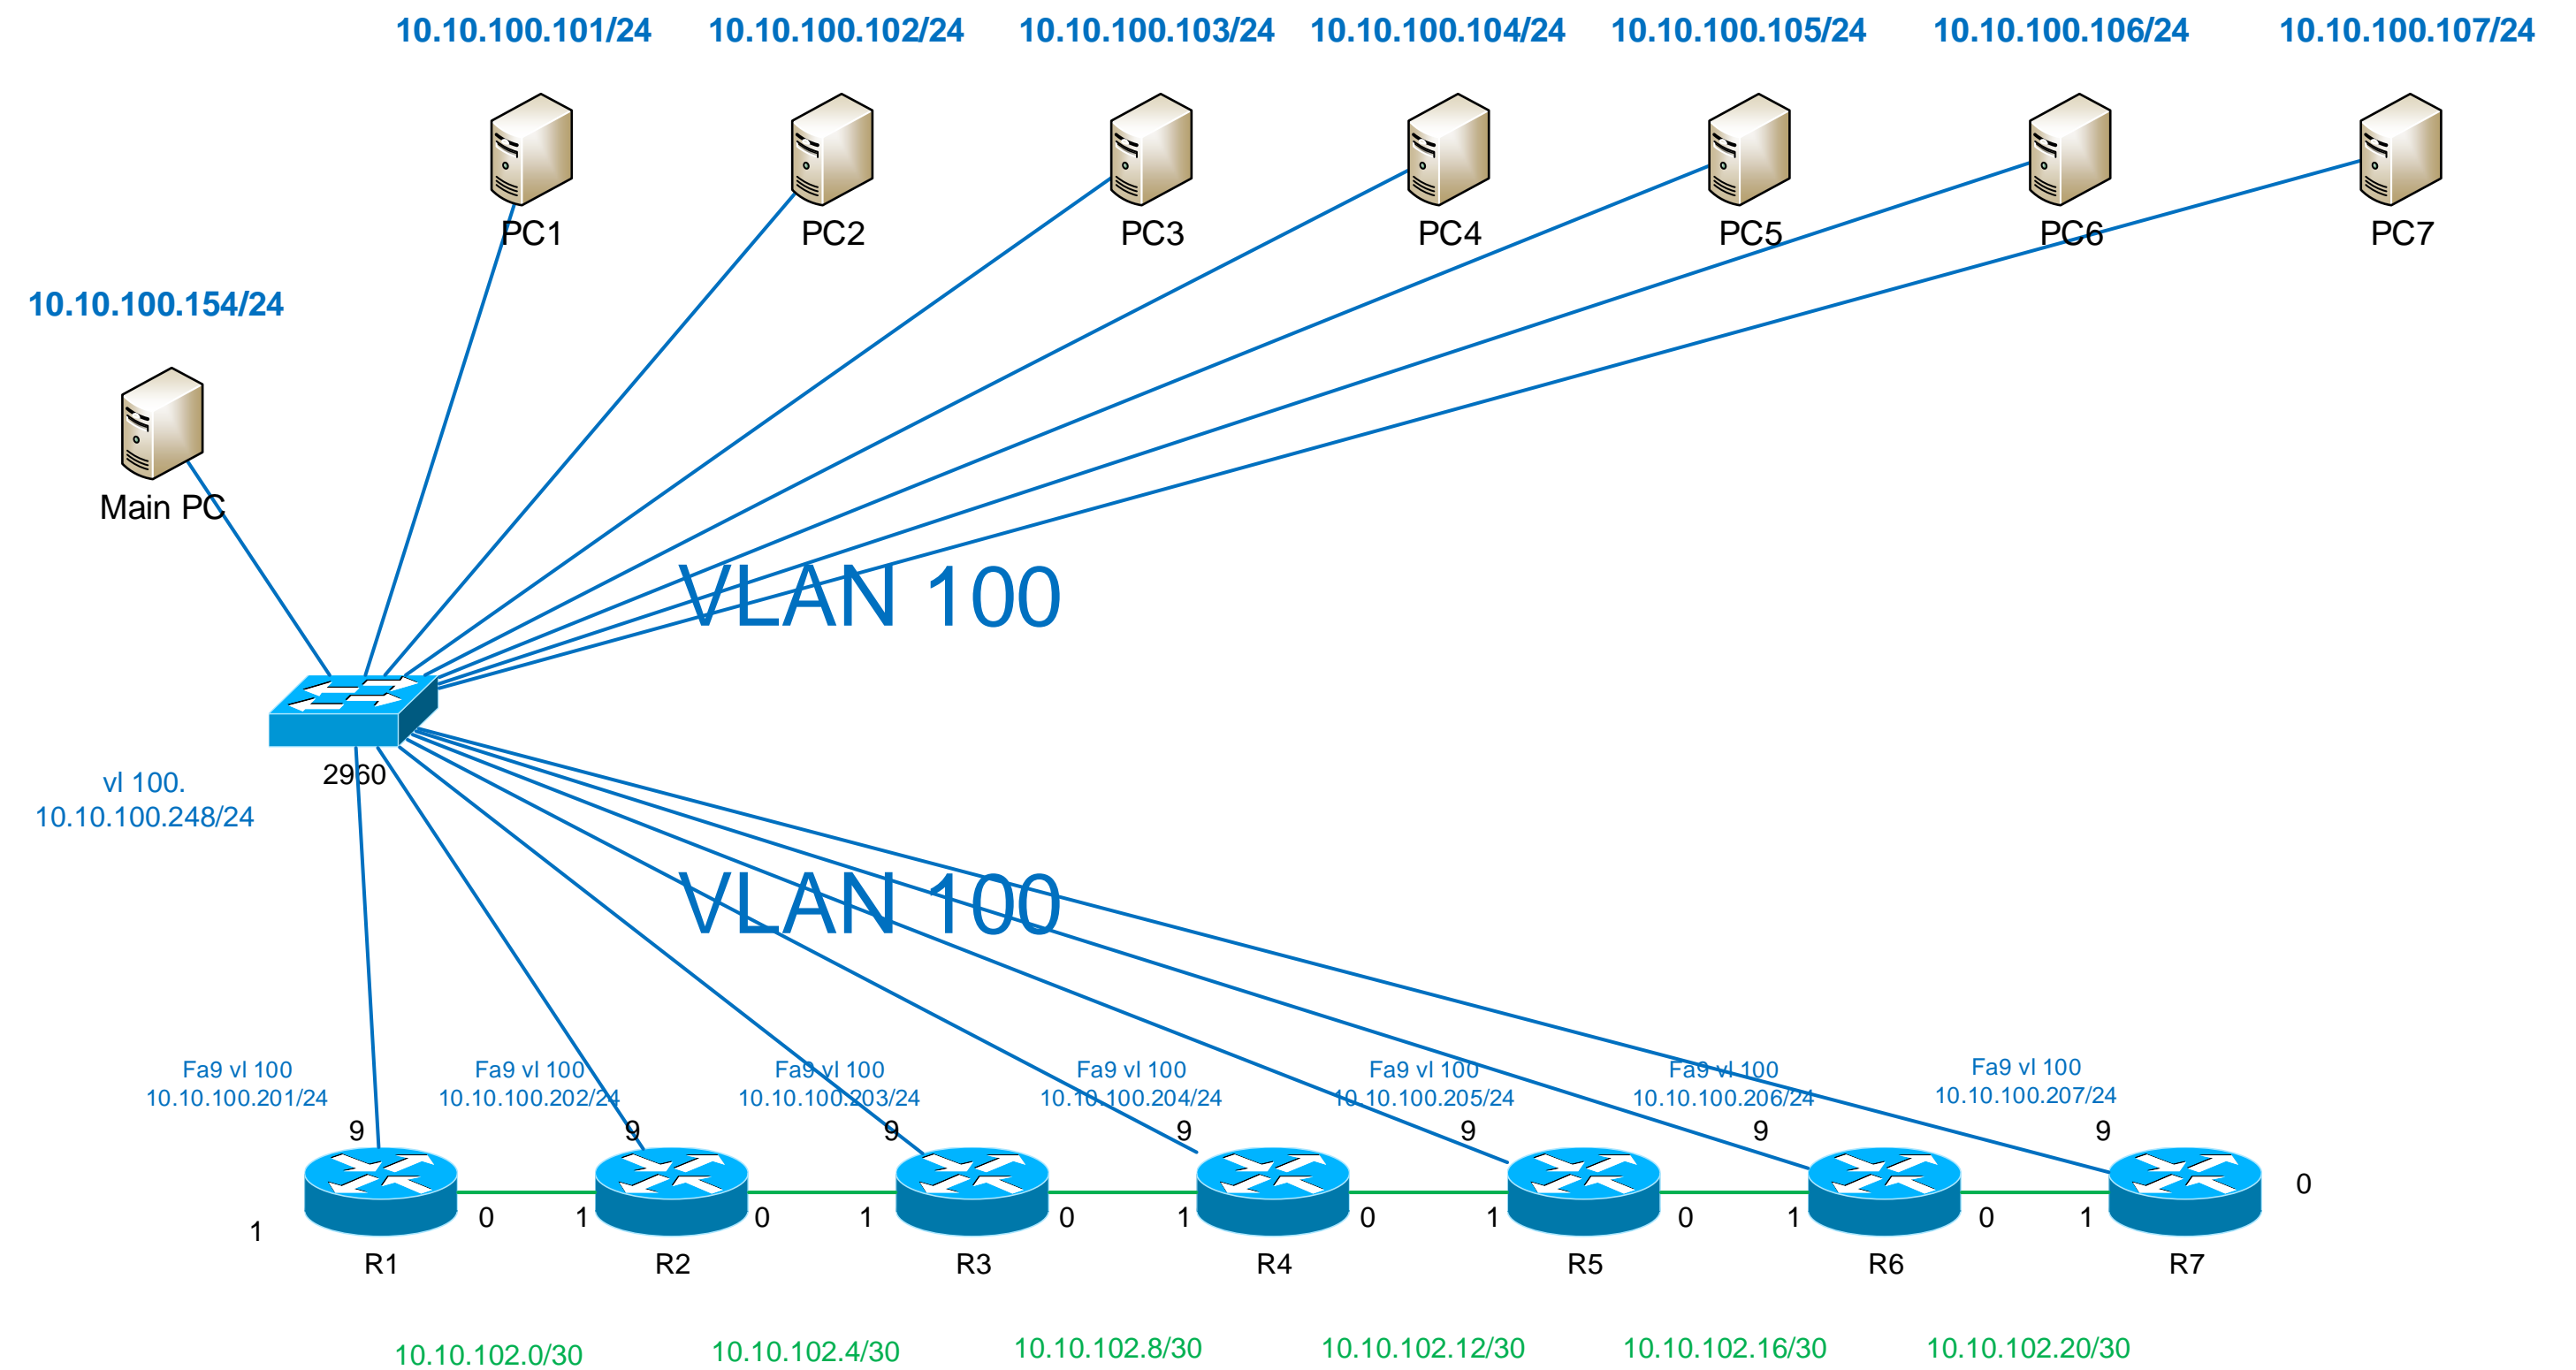 10.10.100.101/24 10.10.100.102/24 10.10.100.103/24 10.10.100.104/24 10.10.100.105/24 10.10.100.106/24 10.10.100.107/24
PC1 PC2 PC3 PC4 PC5 PC6 PC7
10.10.100.154/24
Main PC
VLAN 100
2960
vl 100.
10.10.100.248/24
VLAN 100
Fa9 vl 100
10.10.100.201/24
Fa9 vl 100
10.10.100.202/24
Fa9 vl 100
10.10.100.203/24
Fa9 vl 100
10.10.100.204/24
Fa9 vl 100
10.10.100.205/24
Fa9 vl 100
10.10.100.206/24
Fa9 vl 100
10.10.100.207/24
9 9 9 9 9 9 9
1 0 1 0 1 0 1 0 1 0 1 0 1 0
R1 R2 R3 R4 R5 R6 R7
10.10.102.0/30 10.10.102.4/30 10.10.102.8/30 10.10.102.12/30 10.10.102.16/30 10.10.102.20/30